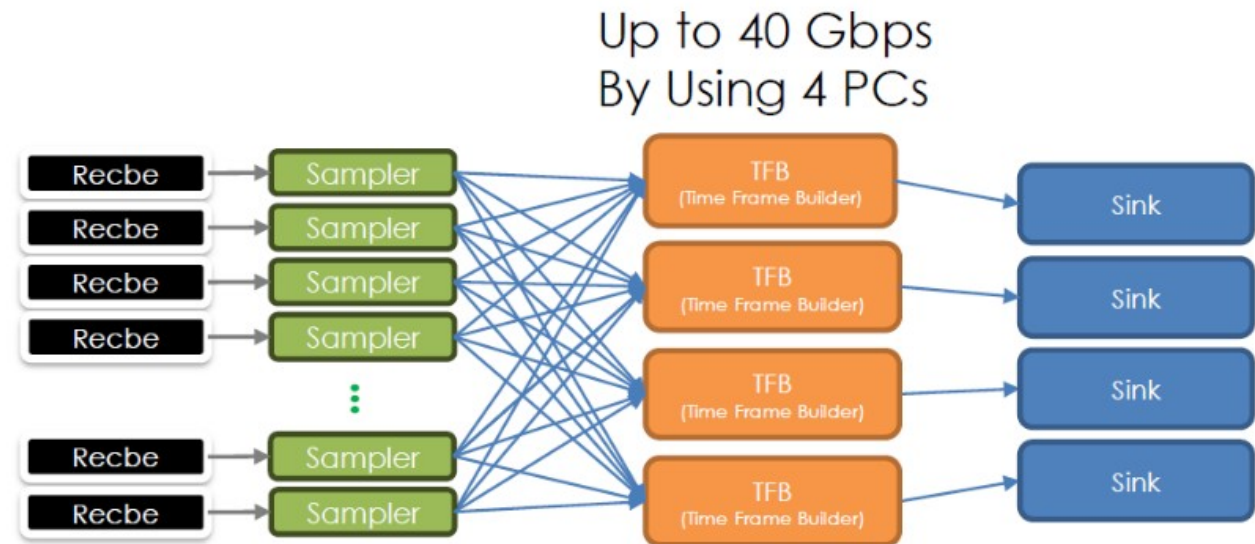 Up to 40 Gbps
By Using 4 PCs
Recbe
Sampler
Recbe
Sampler
Recbe
Sampler
Recbe
Sampler
Recbe
Sampler
Recbe
Sampler
TFB
(Time Frame Builder)
TFB
(Time Frame Builder)
TFB
(Time Frame Builder)
TFB
(Time Frame Builder)
Sink
Sink
Sink
Sink